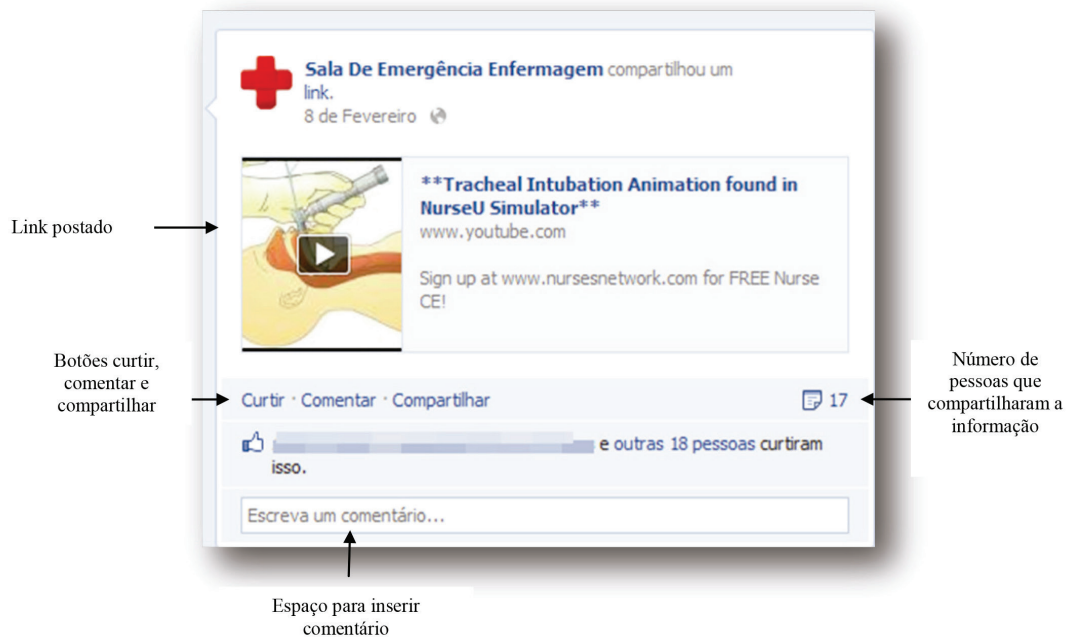 Sala De Emergência Enfermagem compartilhou um
link.
8 de Fevereiro
**Tracheal Intubation Animation found in
NurseU Simulator**
www.youtube.com
Sign up at www.nursesnetwork.com for FREE Nurse
CE!
Link postado
Botões curtir,
comentar e
compartilhar
Curtir · Comentar · Compartilhar
17
Número de
pessoas que
compartilharam a
informação
e outras 18 pessoas curtiram
isso.
Escreva um comentário...
Espaço para inserir
comentário